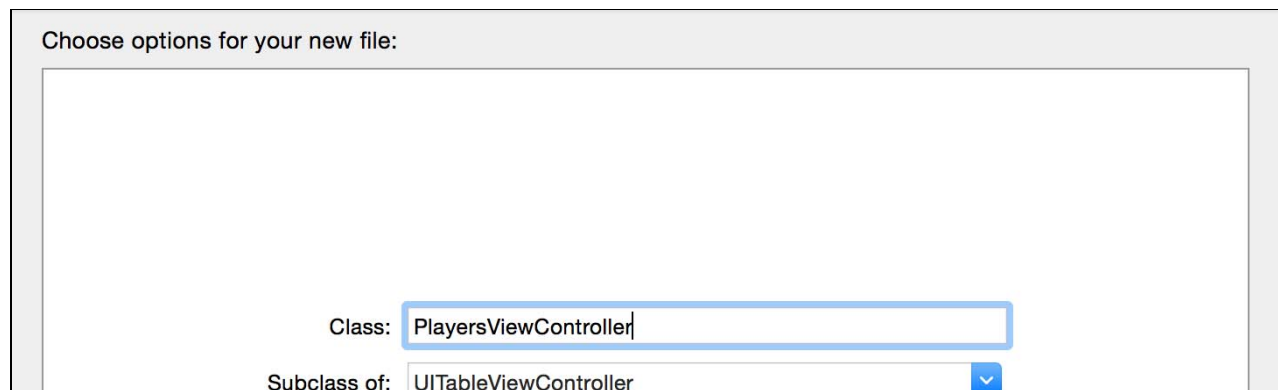 Choose options for your new file:
Class: PlayersViewController
Subclass of: UITableViewController